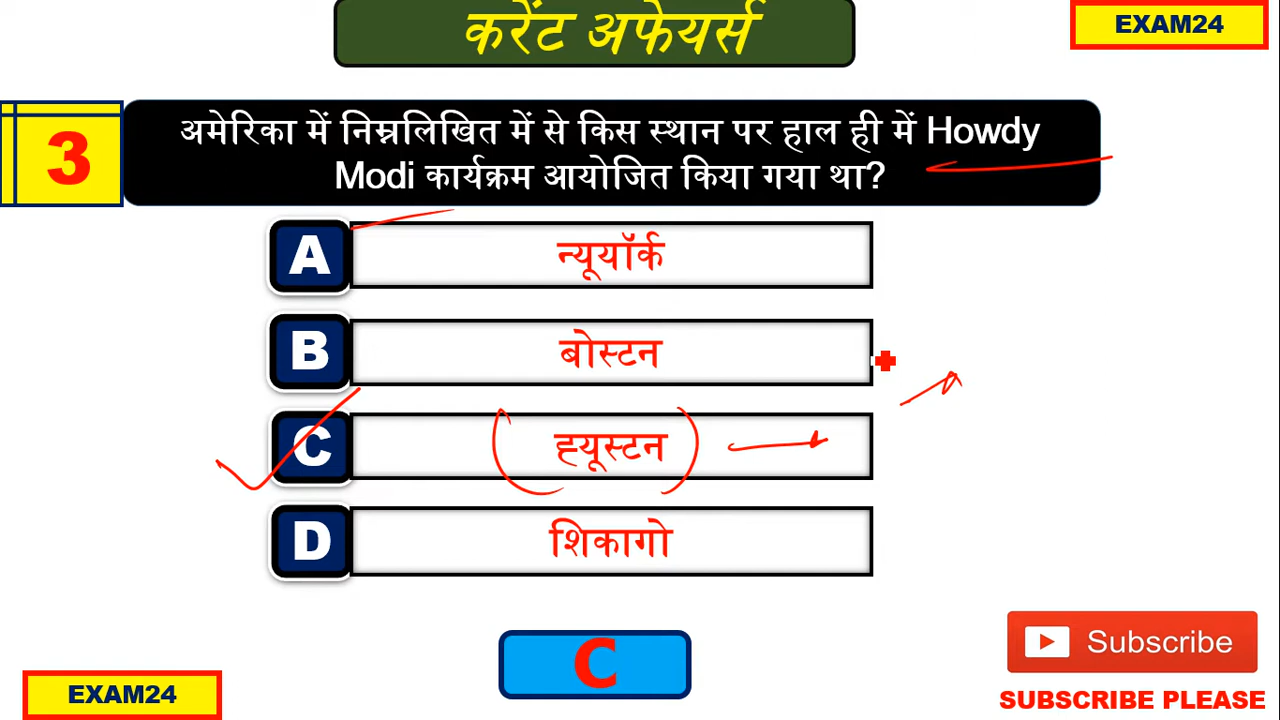 करेंट अफेयर्स
EXAM24
3
अमेरिका में निम्नलिखित में से किस स्थान पर हाल ही में Howdy
Modi कार्यक्रम आयोजित किया गया था?
A
न्यूयॉर्क
B
बोस्टन
C
ह्यूस्टन
D
शिकागो
C
Subscribe
EXAM24
SUBSCRIBE PLEASE